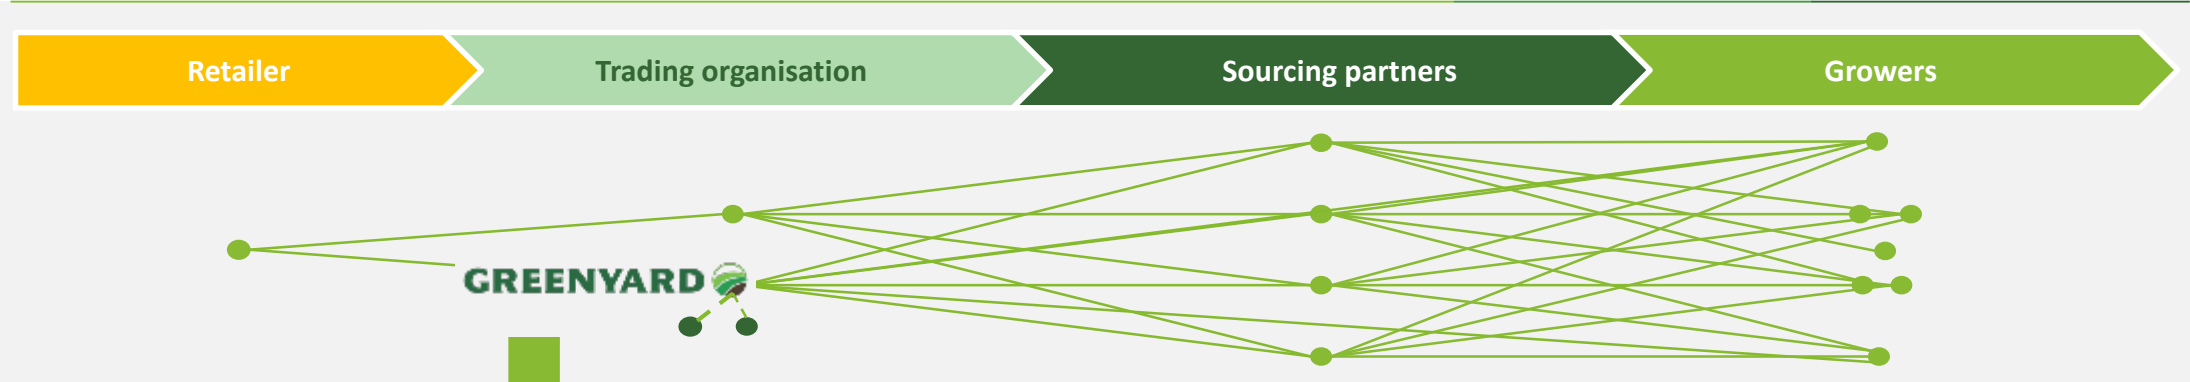 Retailer
Trading organisation
Sourcing partners
Growers
GREENYARD